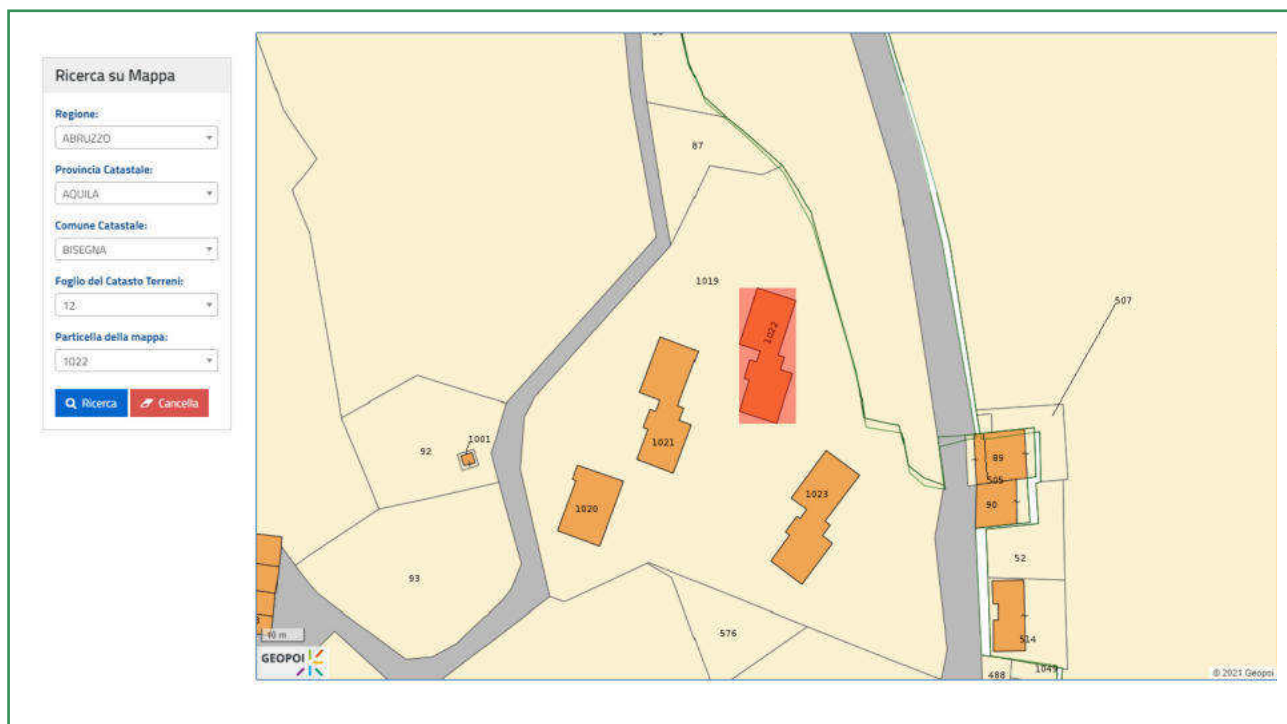 Ricerca su Mappa
Regione:
ABRUZZO
Provincia Catastale:
AQUILA
Comune Catastale:
BISEGNA
Foglio del Catasto Terreni:
12
Particella della mappa:
1022
Ricerca
Cancella
87
1019
507
1022
1021
92
1001
89
505
90
1023
1020
52
93
576
514
488
1049
40 m
GEOPOI
© 2021 Geopoi